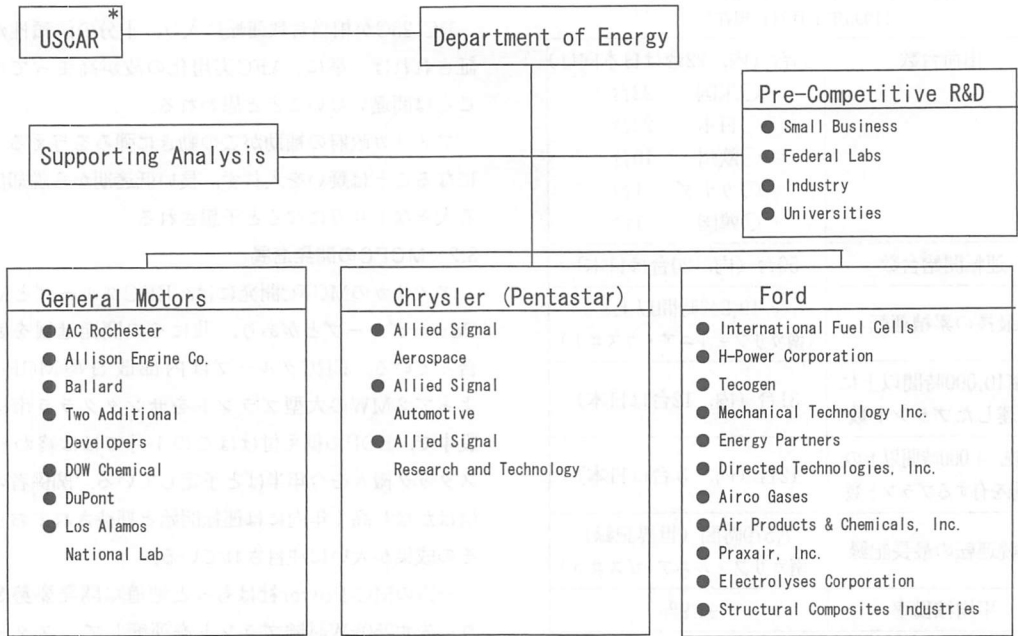 USCAR*
Department of Energy
Pre-Competitive R&D
● Small Business
● Federal Labs
● Industry
● Universities
Supporting Analysis
General Motors
● AC Rochester
● Allison Engine Co.
● Ballard
● Two Additional
Developers
● DOW Chemical
● DuPont
● Los Alamos
National Lab
Chrysler (Pentastar)
● Allied Signal
Aerospace
● Allied Signal
Automotive
● Allied Signal
Research and Technology
Ford
● International Fuel Cells
● H-Power Corporation
● Tecogen
● Mechanical Technology Inc.
● Energy Partners
● Directed Technologies, Inc.
● Airco Gases
● Air Products & Chemicals, Inc.
● Praxair, Inc.
● Electrolyses Corporation
● Structural Composites Industries